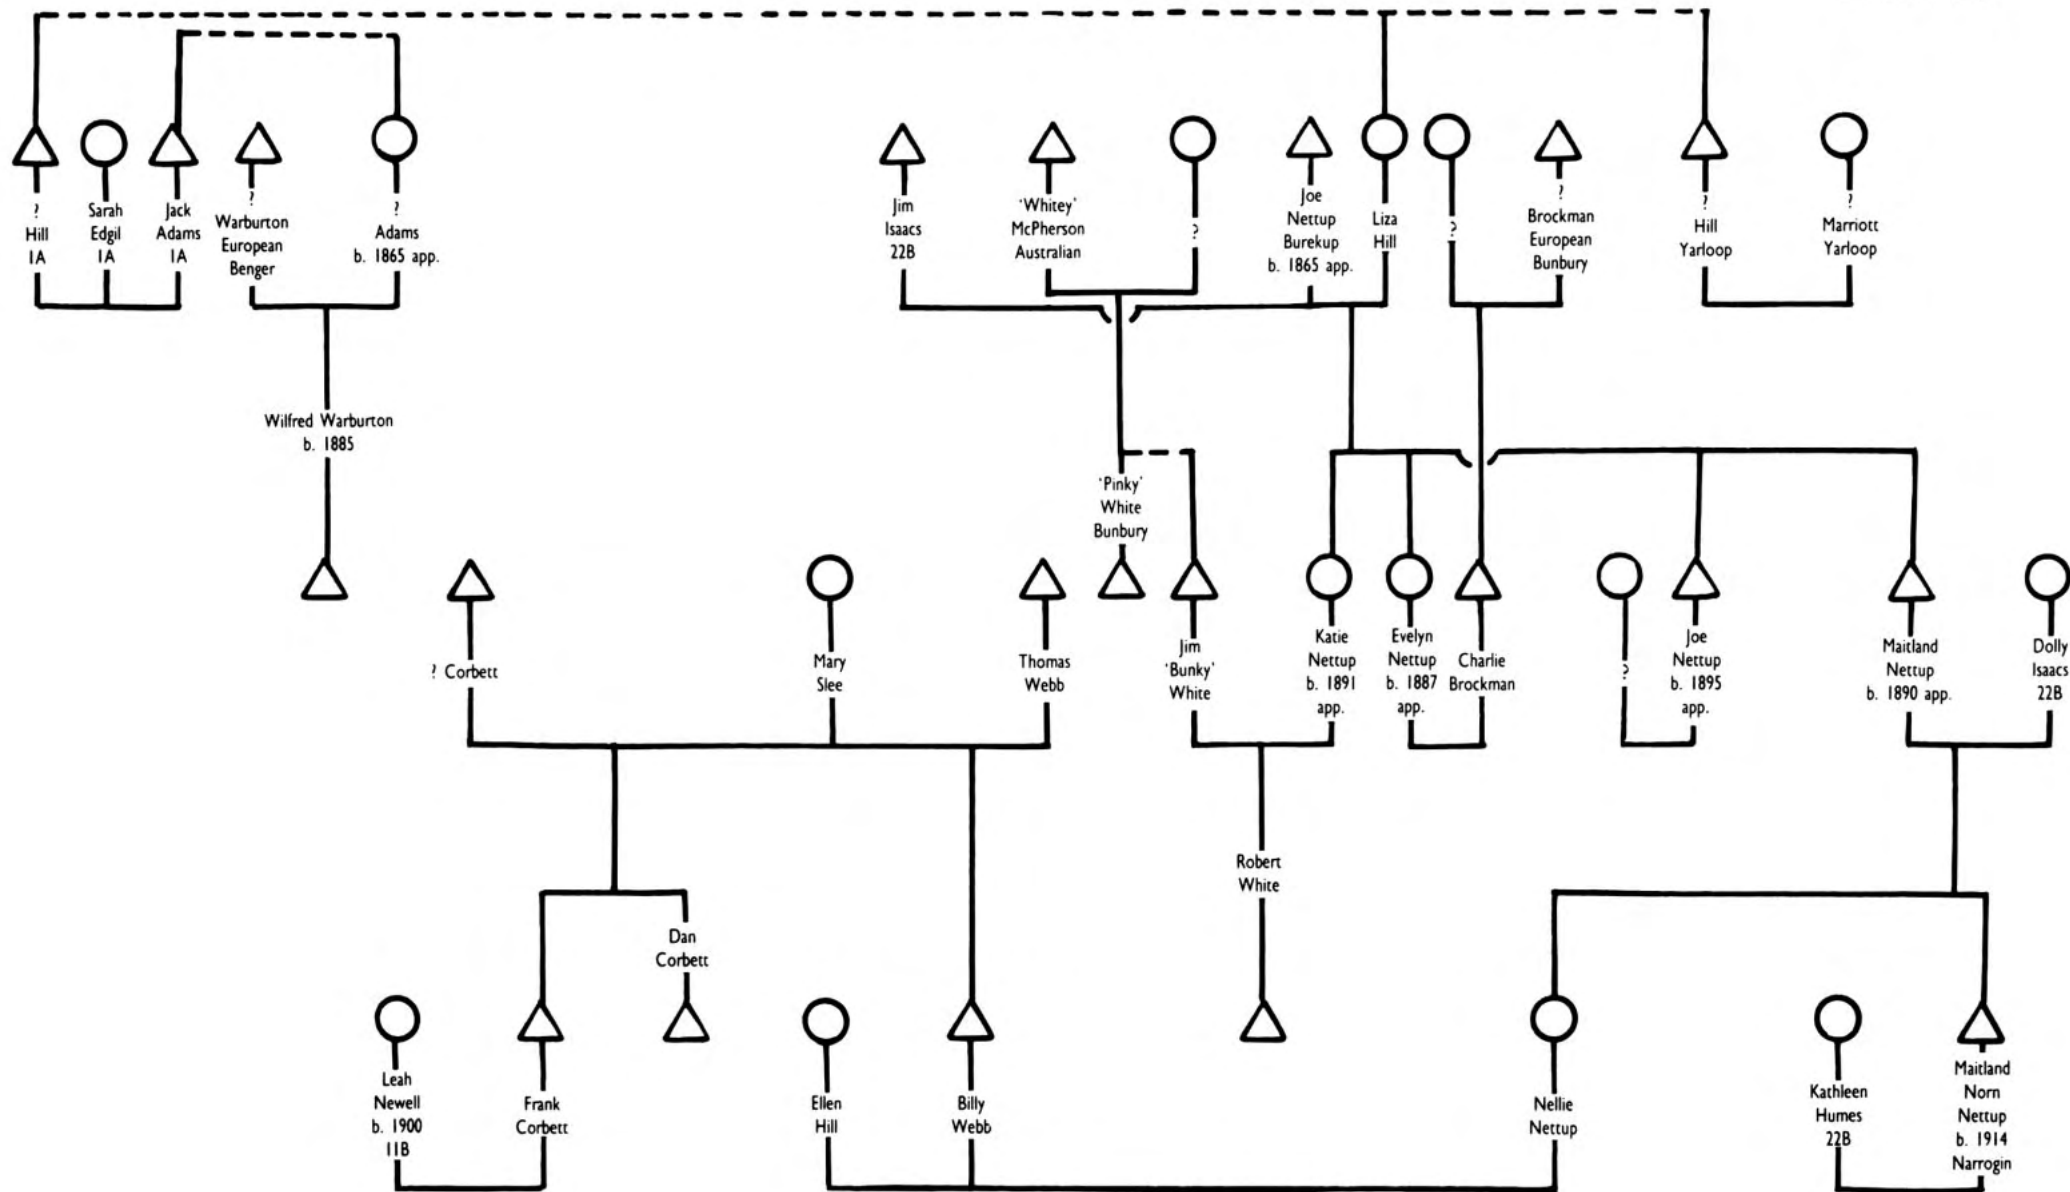 ?
Hill
1A
Sarah
Edgil
1A
Jack
Adams
1A
?
Warburton
European
Benger
?
Adams
b. 1865 app.
Jim
Isaacs
22B
'Whitey'
McPherson
Australian
?
Joe
Nettup
Burekup
b. 1865 app.
Liza
Hill
?
?
Brockman
European
Bunbury
?
Hill
Yarloop
?
Marriott
Yarloop
Wilfred Warburton
b. 1885
'Pinky'
White
Bunbury
? Corbett
Mary
Slee
Thomas
Webb
Jim
'Bunky'
White
Katie
Nettup
b. 1891
app.
Evelyn
Nettup
b. 1887
app.
Charlie
Brockman
?
Joe
Nettup
b. 1895
app.
Maitland
Nettup
b. 1890 app.
Dolly
Isaacs
22B
Robert
White
Dan
Corbett
Leah
Newell
b. 1900
11B
Frank
Corbett
Ellen
Hill
Billy
Webb
Nellie
Nettup
Kathleen
Humes
22B
Maitland
Norn
Nettup
b. 1914
Narrogin